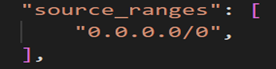 "source_ranges": [
"0.0.0.0/0",
],